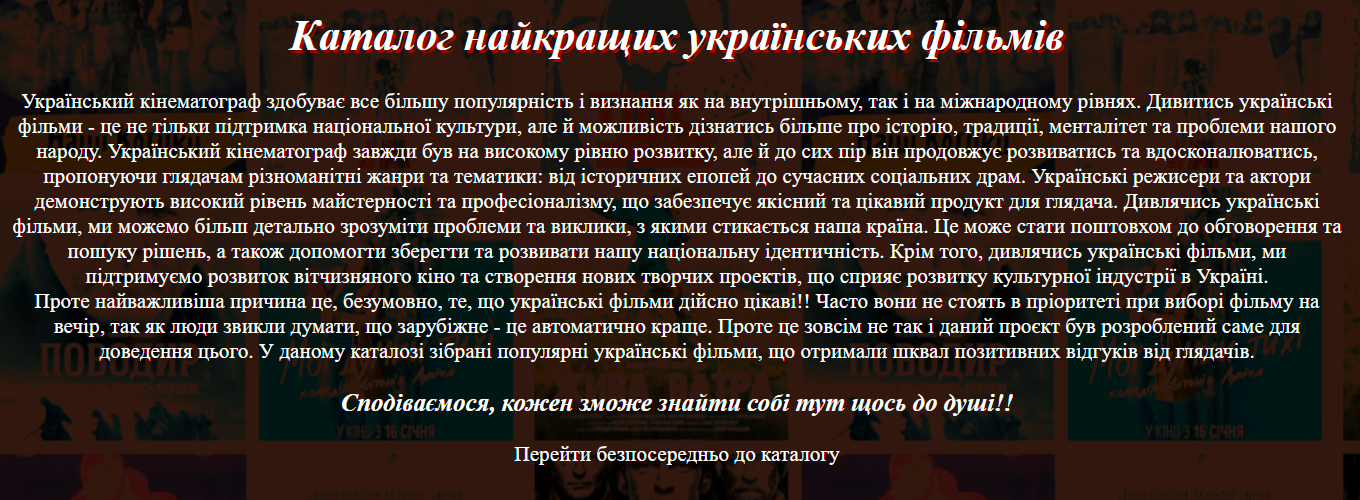 Каталог найкращих українських фільмів
Український кінематограф здобуває все більшу популярність і визнання як на внутрішньому, так і на міжнародному рівнях. Дивитись українські
фільми - це не тільки підтримка національної культури, але й можливість дізнатись більше про історію, традиції, менталітет та проблеми нашого
народу. Український кінематограф завжди був на високому рівню розвитку, але й до сих пір він продовжує розвиватись та вдосконалюватись,
пропонуючи глядачам різноманітні жанри та тематики: від історичних епопей до сучасних соціальних драм. Українські режисери та актори
демонструють високий рівень майстерності та професіоналізму, що забезпечує якісний та цікавий продукт для глядача. Дивлячись українські
фільми, ми можемо більш детально зрозуміти проблеми та виклики, з якими стикається наша країна. Це може стати поштовхом до обговорення та
пошуку рішень, а також допомогти зберегти та розвивати нашу національну ідентичність. Крім того, дивлячись українські фільми, ми
підтримуємо розвиток вітчизняного кіно та створення нових творчих проектів, що сприяє розвитку культурної індустрії в Україні.
Проте найважливіша причина це, безумовно, те, що українські фільми дійсно цікаві!! Часто вони не стоять в пріоритеті при виборі фільму на
вечір, так як люди звикли думати, що зарубіжне - це автоматично краще. Проте це зовсім не так і даний проєкт був розроблений саме для
доведення цього. У даному каталозі зібрані популярні українські фільми, що отримали шквал позитивних відгуків від глядачів.
ПОВОДИР
ПОВОДИР
Сподіваємося, кожен зможе знайти собі тут щось до душі!!
У КІНО З 16 СІЧНЯ
У КІНО З 16 СІЧНЯ
Перейти безпосередньо до каталогу